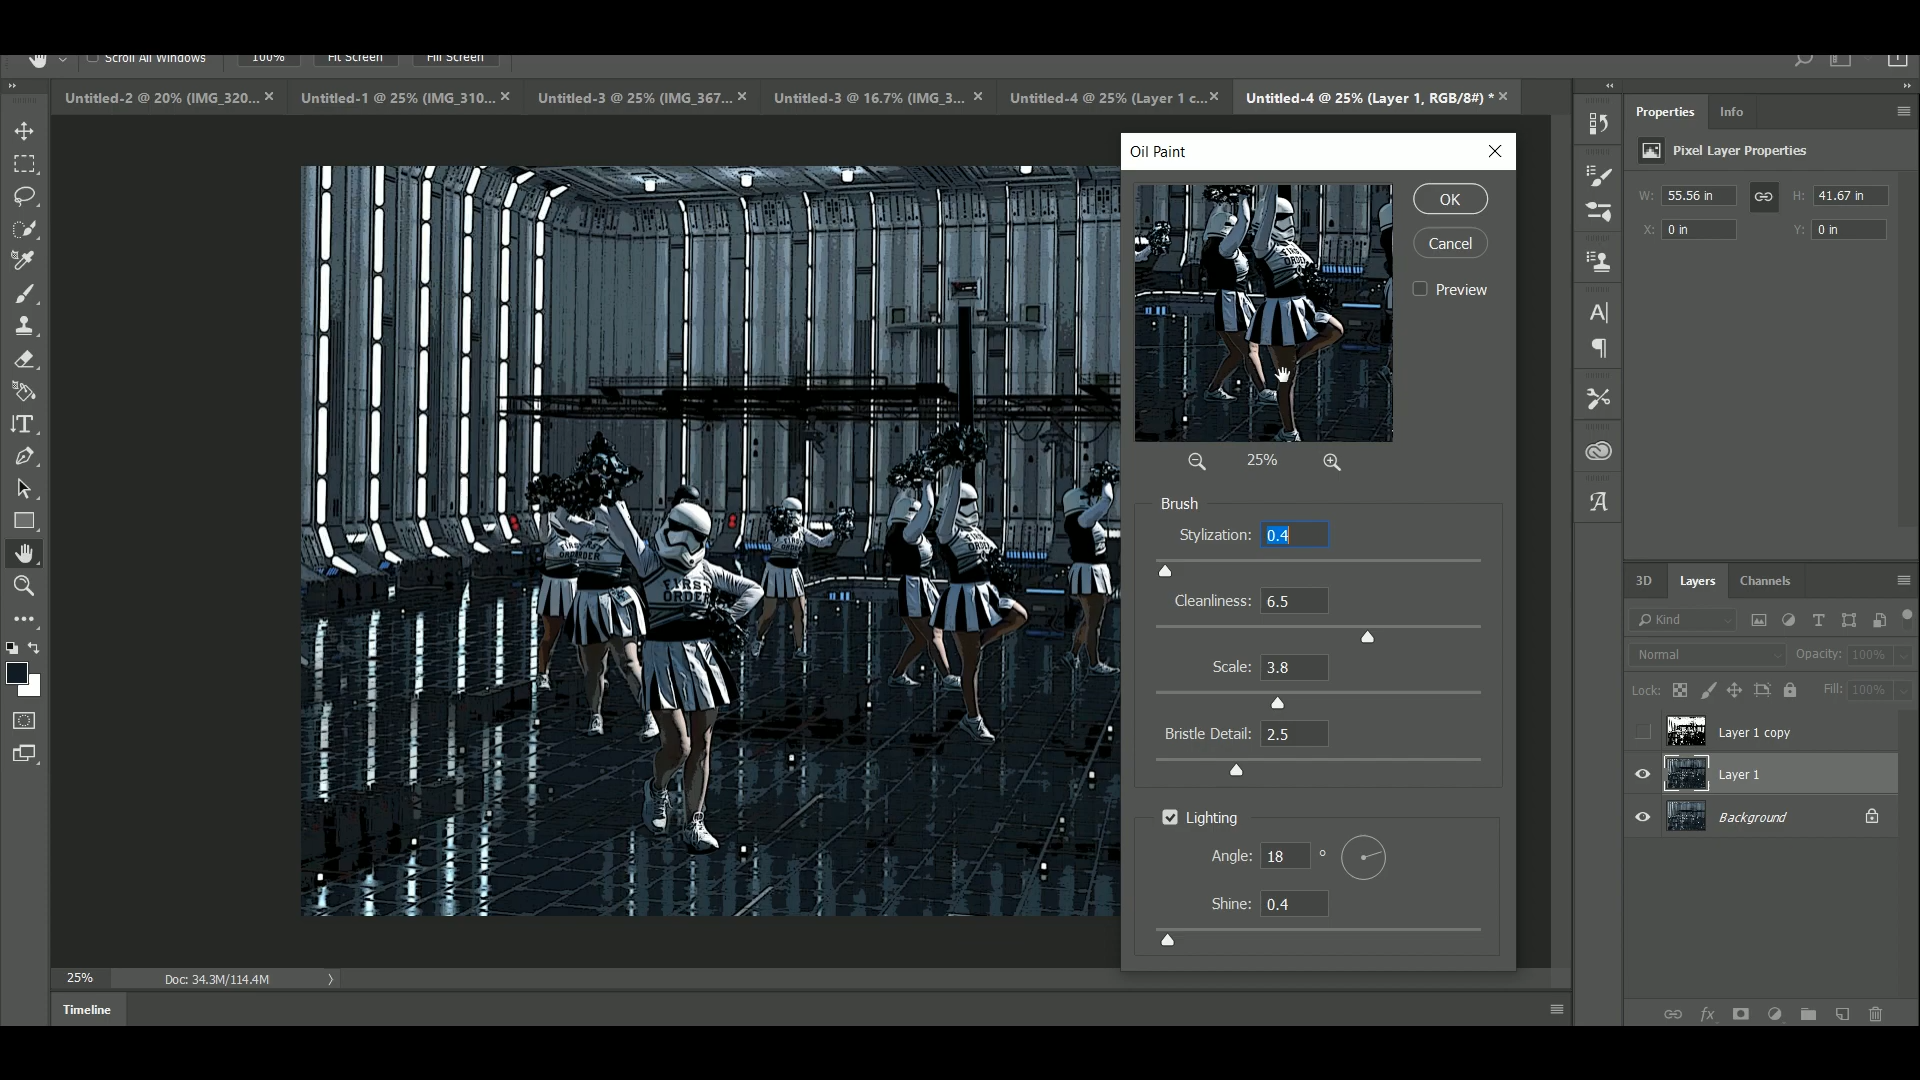 Scroll All Windows 100% Fit Screen Fill Screen
Untitled-2 @ 20% (IMG_320... × Untitled-1 @ 25% (IMG_310... × Untitled-3 @ 25% (IMG_367... × Untitled-3 @ 16.7% (IMG_3... × Untitled-4 @ 25% (Layer 1 c... × Untitled-4 @ 25% (Layer 1, RGB/8#) * ×
Oil Paint
OK
Cancel
Preview
25%
Brush
Stylization: 0.4
Cleanliness: 6.5
Scale: 3.8
Bristle Detail: 2.5
Lighting
Angle: 18 °
Shine: 0.4
FIRST
ORDER
FIRST
ORDER
25% Doc: 34.3M/114.4M
Timeline
Properties Info
Pixel Layer Properties
W: 55.56 in H: 41.67 in
X: 0 in Y: 0 in
3D Layers Channels
Kind
Normal Opacity: 100%
Lock: Fill: 100%
Layer 1 copy
Layer 1
Background
fx